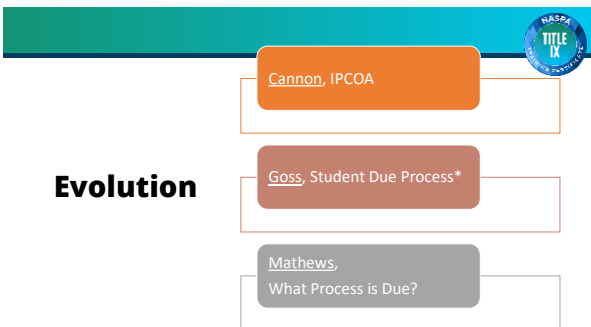 NASPA
TITLE
IX
Cannon, IPCOA
Evolution
Goss, Student Due Process*
Mathews,
What Process is Due?